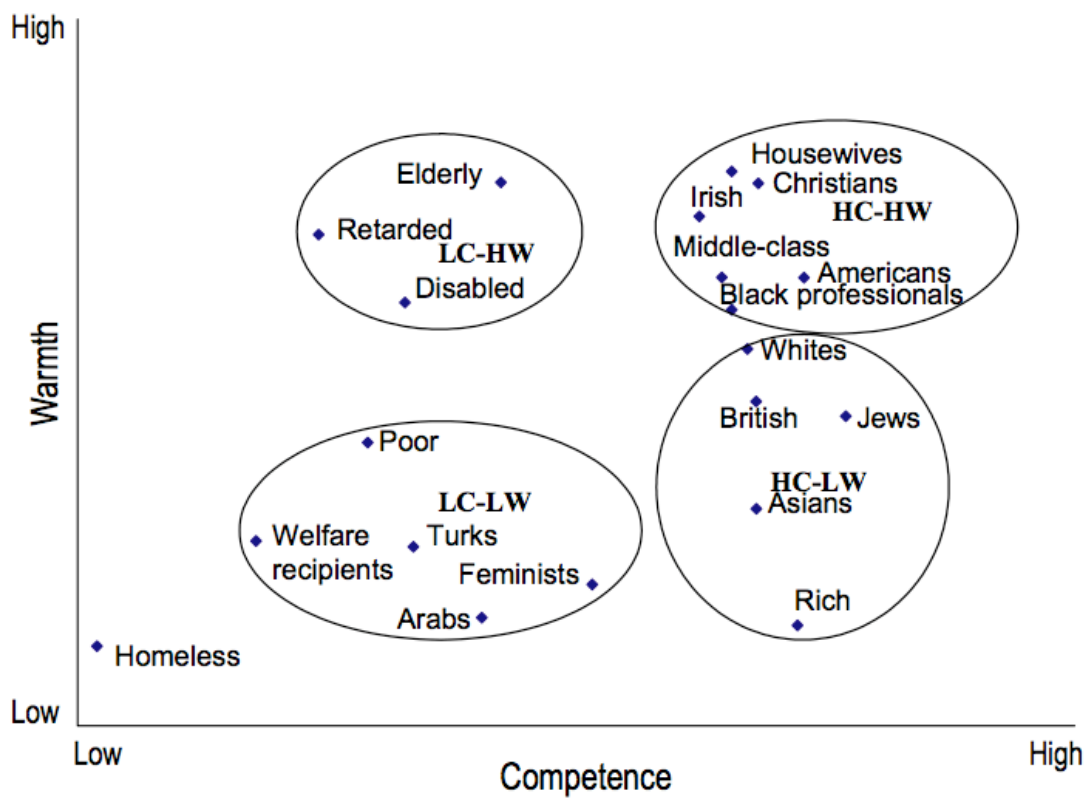 High
Housewives
Elderly
Christians
Irish
HC-HW
Retarded
LC-HW
Middle-class
Americans
Disabled
Black professionals
Whites
Warmth
British
Jews
Poor
HC-LW
LC-LW
Asians
Welfare
recipients
Turks
Feminists
Rich
Arabs
Homeless
Low
Low
High
Competence